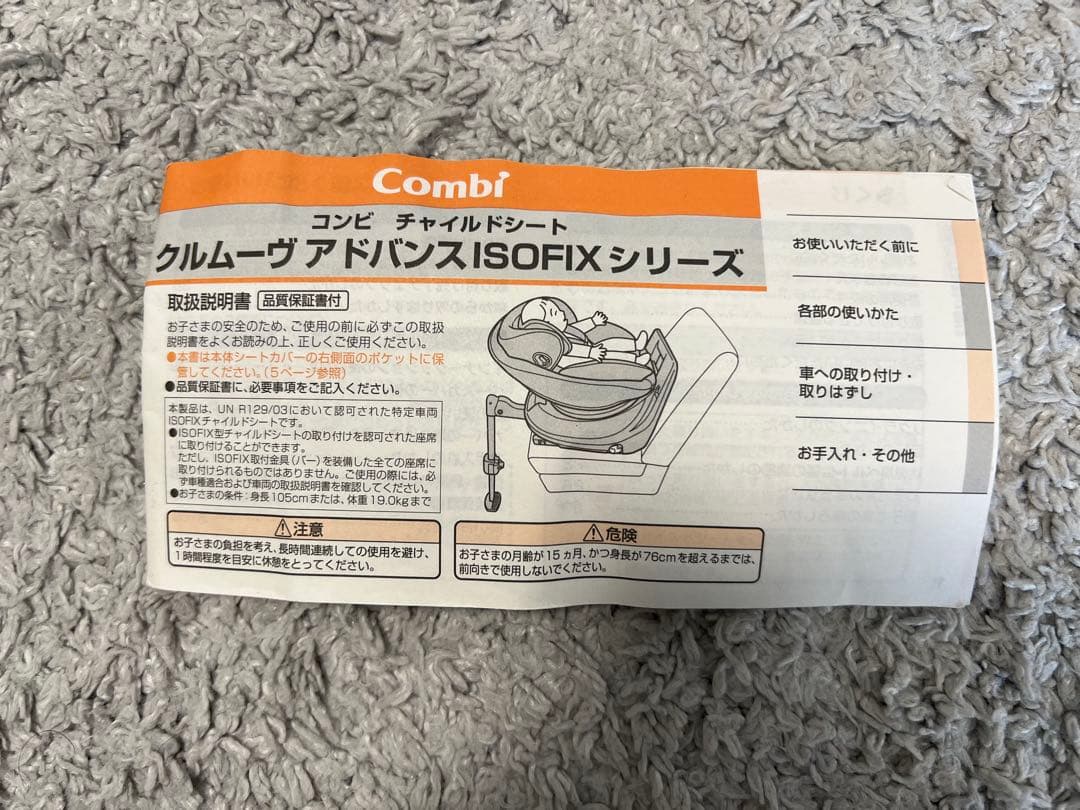 Combi
コンビ チャイルドシート
クルムーヴ アドバンスISOFIXシリーズ
取扱説明書 品質保証書付
お子さまの安全のため、ご使用の前に必ずこの取扱
説明書をよくお読みの上、正しくご使用ください。
●本書は本体シートカバーの右側面のポケットに保
管してください。(5ページ参照)
●品質保証書に、必要事項をご記入ください。
本製品は、UN R129/03において認可された特定車両
ISOFIXチャイルドシートです。
●ISOFIX型チャイルドシートの取り付けを認可された座席
に取り付けることができます。
ただし、ISOFIX取付金具(バー)を装備した全ての座席に
取り付けられるものではありません。ご使用の際には、必
ず車種適合および車両の取扱説明書を確認してください。
●お子さまの条件:身長105cmまたは、体重19.0kgまで
⚠注意
お子さまの負担を考え、長時間連続しての使用を避け、
1時間程度を目安に休憩をとってください。
⚠危険
お子さまの月齢が15ヵ月、かつ身長が76cmを超えるまでは、
前向きで使用しないでください。
お使いいただく前に
各部の使いかた
車への取り付け・
取りはずし
お手入れ・その他